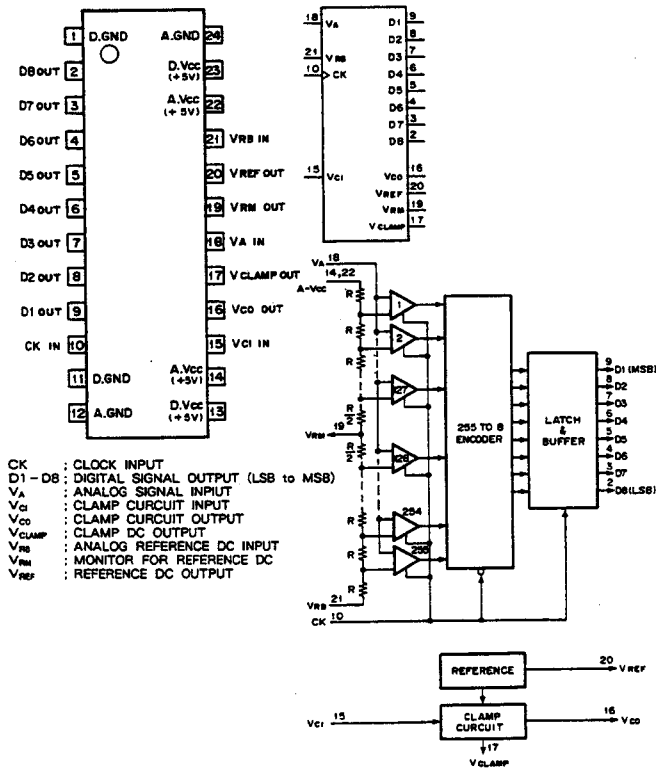 1 D.GND A.GND 24
D8 OUT 2 D.Vcc (+5V) 23
D7 OUT 3 A.Vcc (+5V) 22
D6 OUT 4 21 VRB IN
D5 OUT 5 20 VREF OUT
D4 OUT 6 19 VRM OUT
D3 OUT 7 18 VA IN
D2 OUT 8 17 VCLAMP OUT
D1 OUT 9 16 VCO OUT
CK IN 10 15 VCI IN
11 D.GND A.Vcc (+5V) 14
12 A.GND D.Vcc (+5V) 13
CK : CLOCK INPUT
D1-D8 : DIGITAL SIGNAL OUTPUT (LSB to MSB)
VA : ANALOG SIGNAL INPUT
VCI : CLAMP CURCUIT INPUT
VCO : CLAMP CURCUIT OUTPUT
VCLAMP : CLAMP DC OUTPUT
VRB : ANALOG REFERENCE DC INPUT
VRM : MONITOR FOR REFERENCE DC
VREF : REFERENCE DC OUTPUT
18 VA D1 9
D2 8
21 VRB D3 7
10 CK D4 6
D5 5
D6 4
D7 3
D8 2
15 VCI VCO 16
VREF 20
VRM 19
VCLAMP 17
VA 18
14,22
A-Vcc
R
1
R
2
R
127
R/2
VRM 19
R/2
128
R
254
R
255
R
VRB 21
CK 10
255 TO 8
ENCODER
LATCH
&
BUFFER
9 D1 (MSB)
8 D2
7 D3
6 D4
5 D5
4 D6
3 D7
2 D8 (LSB)
REFERENCE 20 VREF
VCI 15 CLAMP CURCUIT 16 VCO
17
VCLAMP